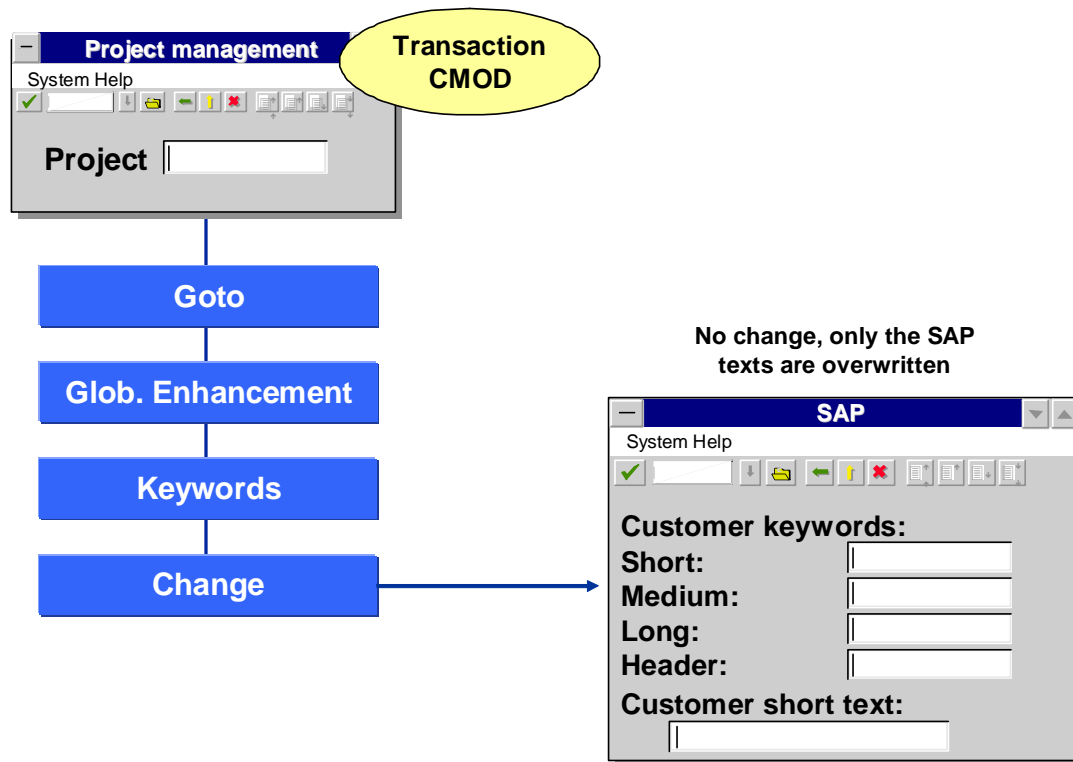 Project management
Transaction
CMOD
System Help
Project
Goto
Glob. Enhancement
Keywords
Change
No change, only the SAP
texts are overwritten
SAP
System Help
Customer keywords:
Short:
Medium:
Long:
Header:
Customer short text: